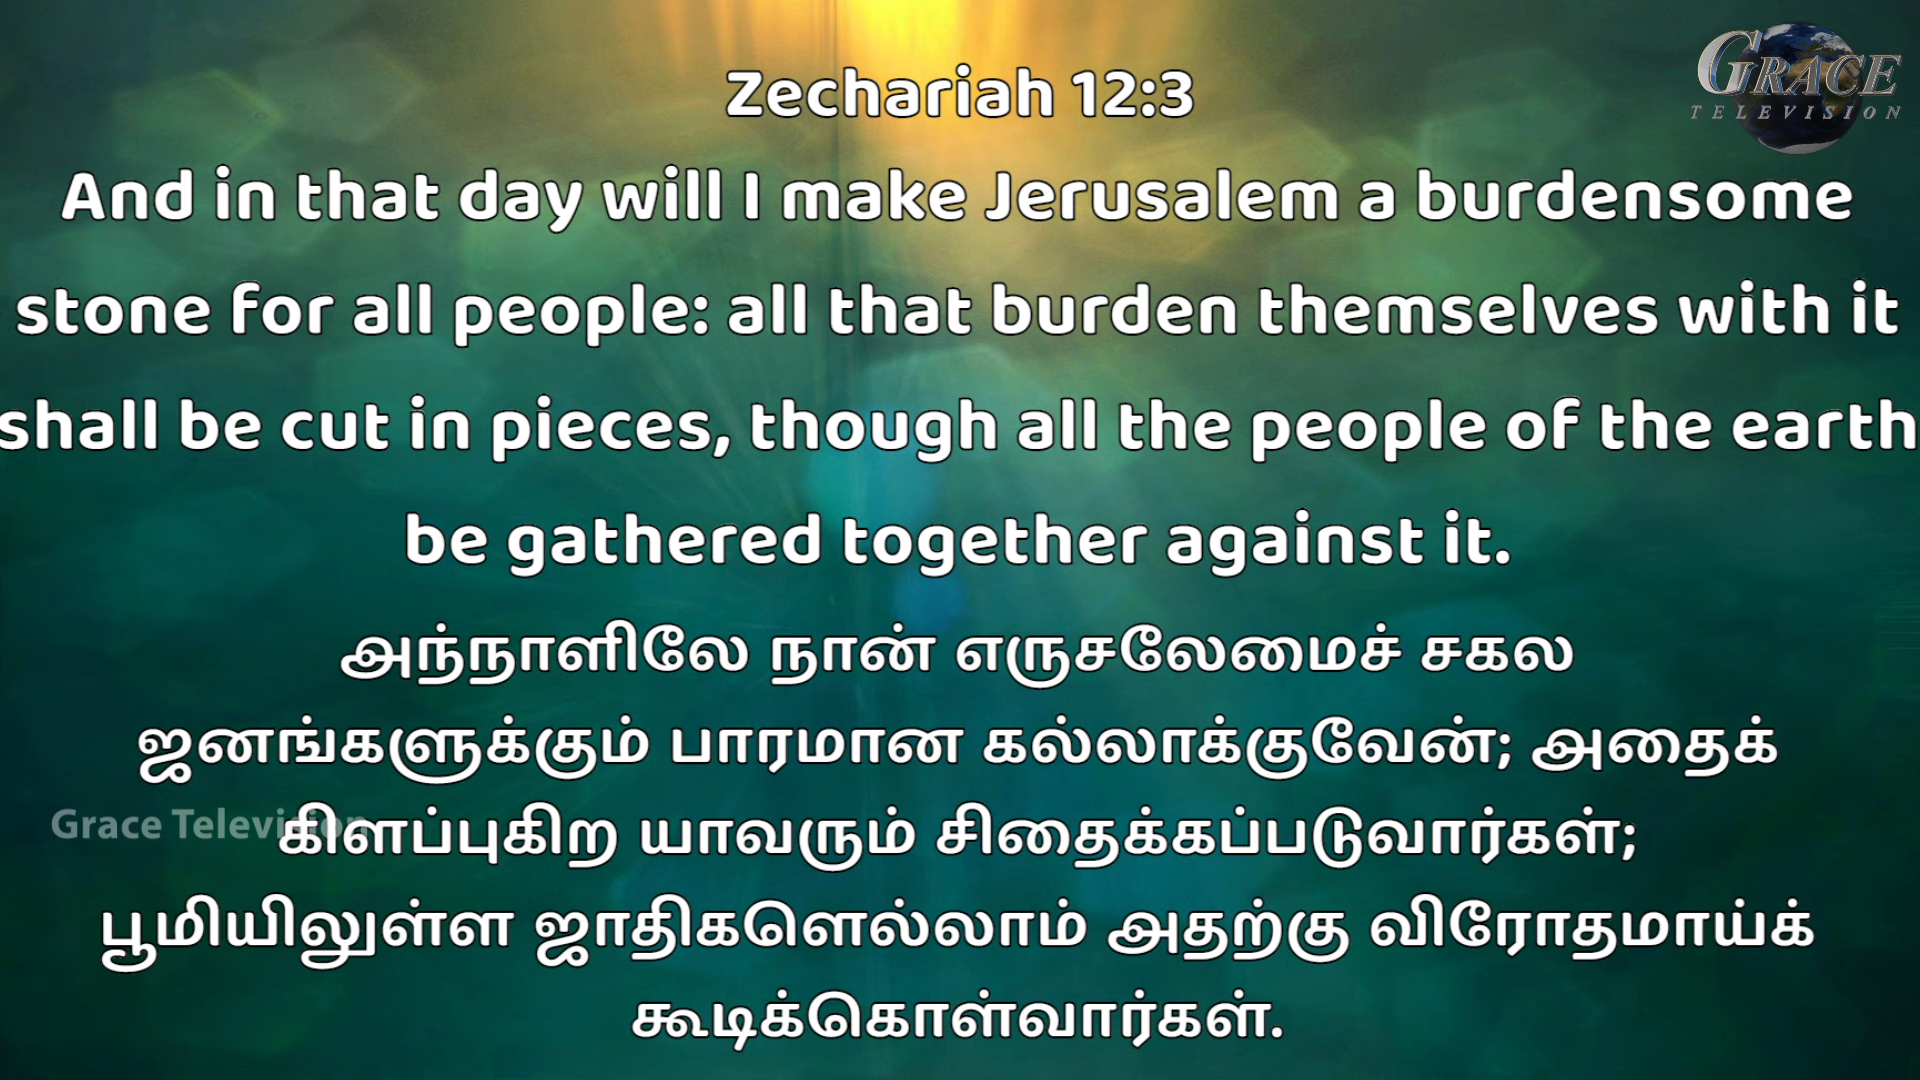 GRACE
TELEVISION
Zechariah 12:3
And in that day will I make Jerusalem a burdensome
stone for all people: all that burden themselves with it
shall be cut in pieces, though all the people of the earth
be gathered together against it.
அந்நாளிலே நான் எருசலேமைச் சகல
ஜனங்களுக்கும் பாரமான கல்லாக்குவேன்; அதைக்
Grace Television
கிளப்புகிற யாவரும் சிதைக்கப்படுவார்கள்;
பூமியிலுள்ள ஜாதிகளெல்லாம் அதற்கு விரோதமாய்க்
கூடிக்கொள்வார்கள்.